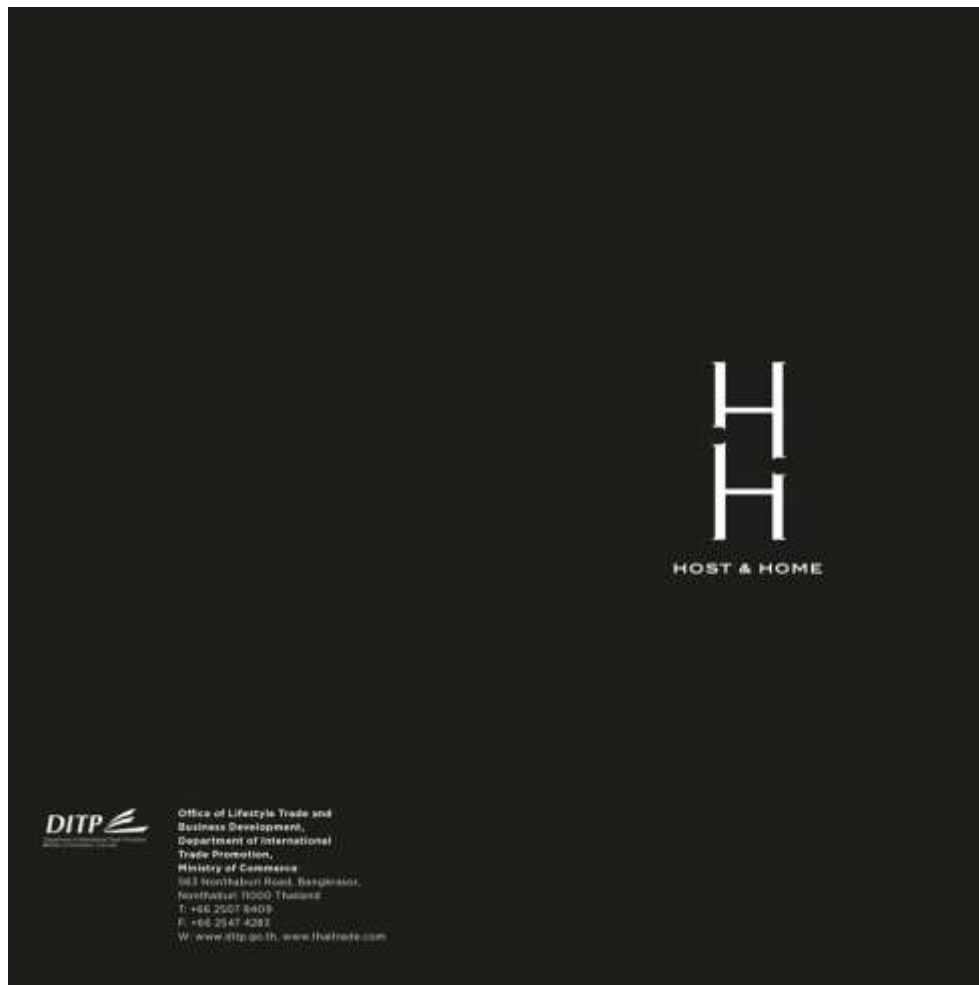 H
H
HOST & HOME
DITP
Office of Lifestyle Trade and
Business Development,
Department of International
Trade Promotion,
Ministry of Commerce
563 Nonthaburi Road, Bangkrasor,
Nonthaburi 11000 Thailand
T: +66 2507 8409
F: +66 2547 4283
W: www.ditp.go.th, www.thaitrade.com